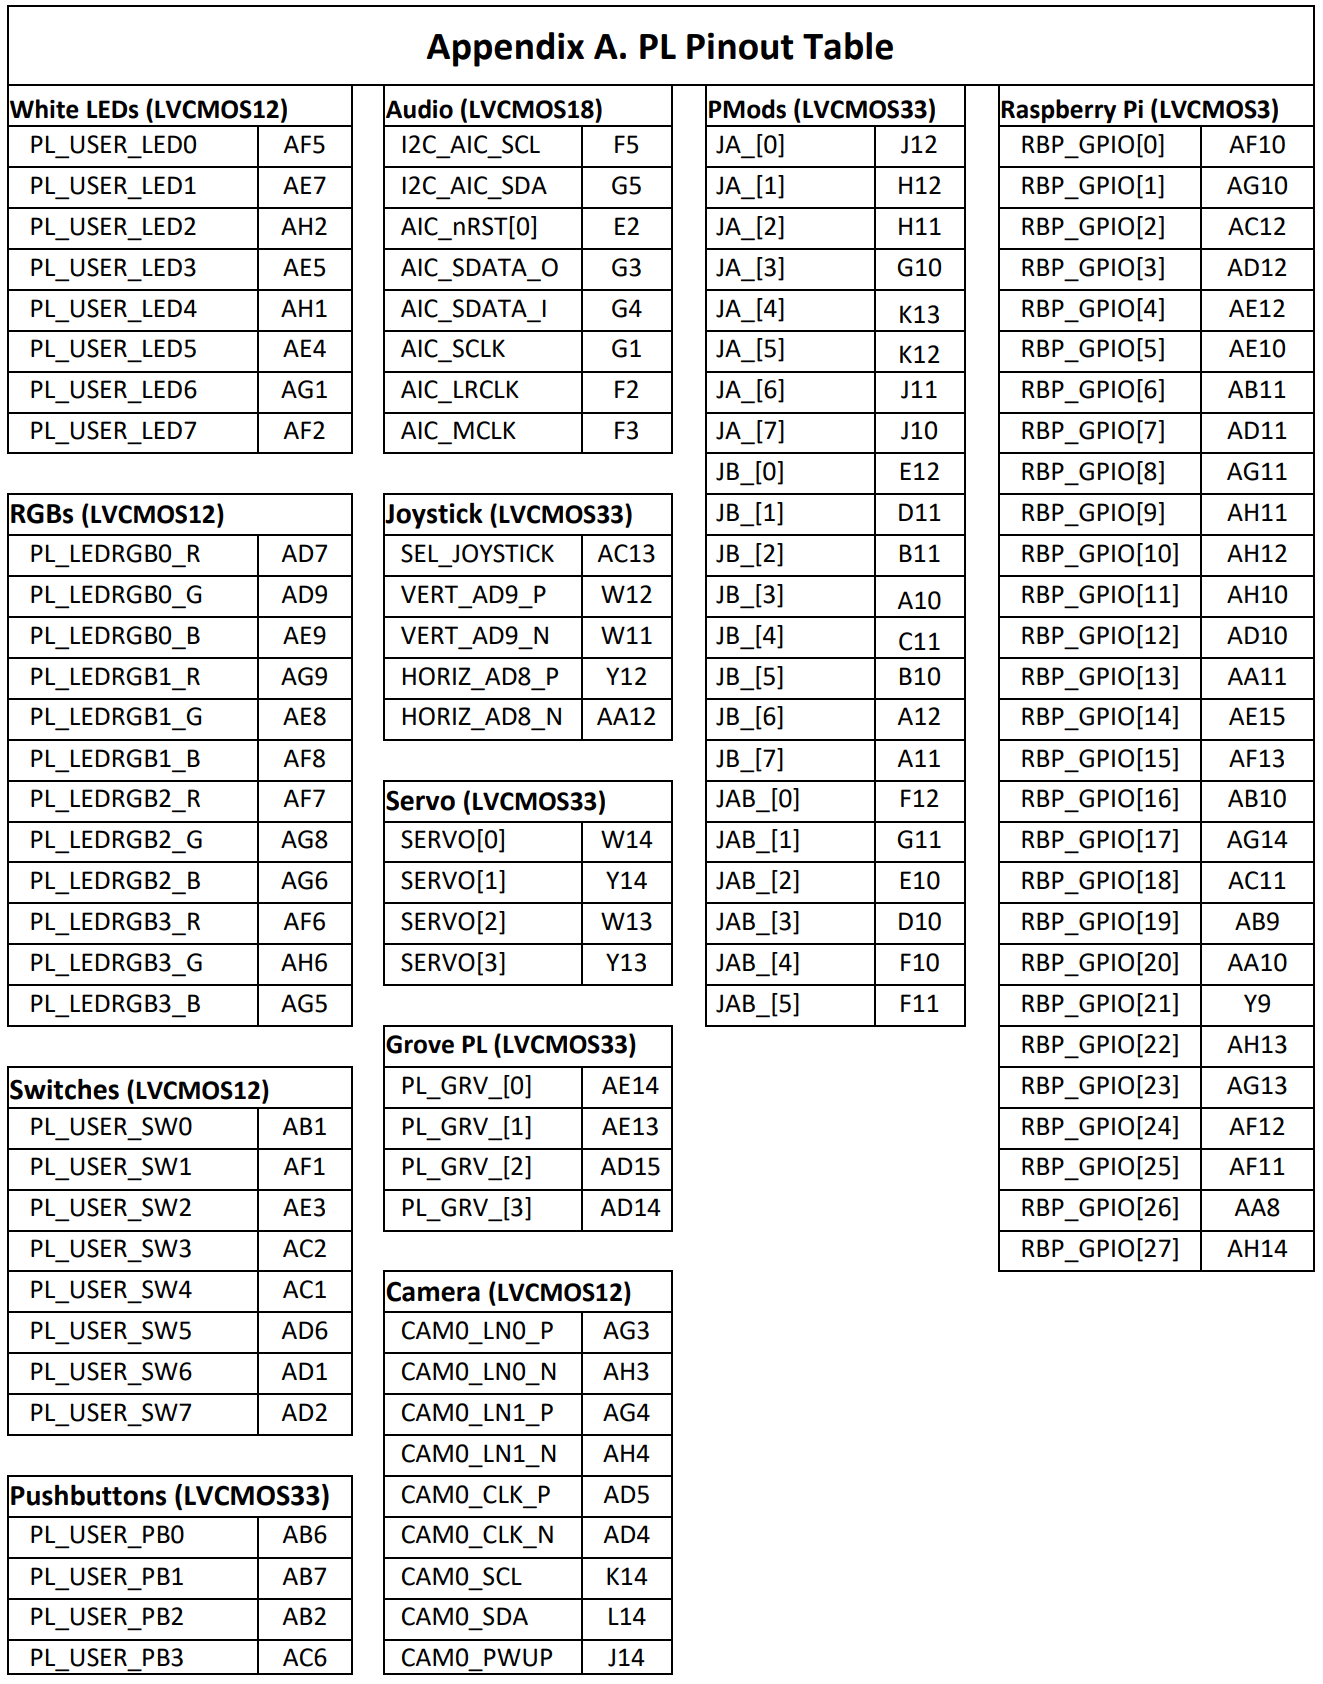 Appendix A. PL Pinout Table
White LEDs (LVCMOS12)
PL_USER_LED0 AF5
PL_USER_LED1 AE7
PL_USER_LED2 AH2
PL_USER_LED3 AE5
PL_USER_LED4 AH1
PL_USER_LED5 AE4
PL_USER_LED6 AG1
PL_USER_LED7 AF2
RGBs (LVCMOS12)
PL_LEDRGB0_R AD7
PL_LEDRGB0_G AD9
PL_LEDRGB0_B AE9
PL_LEDRGB1_R AG9
PL_LEDRGB1_G AE8
PL_LEDRGB1_B AF8
PL_LEDRGB2_R AF7
PL_LEDRGB2_G AG8
PL_LEDRGB2_B AG6
PL_LEDRGB3_R AF6
PL_LEDRGB3_G AH6
PL_LEDRGB3_B AG5
Switches (LVCMOS12)
PL_USER_SW0 AB1
PL_USER_SW1 AF1
PL_USER_SW2 AE3
PL_USER_SW3 AC2
PL_USER_SW4 AC1
PL_USER_SW5 AD6
PL_USER_SW6 AD1
PL_USER_SW7 AD2
Pushbuttons (LVCMOS33)
PL_USER_PB0 AB6
PL_USER_PB1 AB7
PL_USER_PB2 AB2
PL_USER_PB3 AC6
Audio (LVCMOS18)
I2C_AIC_SCL F5
I2C_AIC_SDA G5
AIC_nRST[0] E2
AIC_SDATA_O G3
AIC_SDATA_I G4
AIC_SCLK G1
AIC_LRCLK F2
AIC_MCLK F3
Joystick (LVCMOS33)
SEL_JOYSTICK AC13
VERT_AD9_P W12
VERT_AD9_N W11
HORIZ_AD8_P Y12
HORIZ_AD8_N AA12
Servo (LVCMOS33)
SERVO[0] W14
SERVO[1] Y14
SERVO[2] W13
SERVO[3] Y13
Grove PL (LVCMOS33)
PL_GRV_[0] AE14
PL_GRV_[1] AE13
PL_GRV_[2] AD15
PL_GRV_[3] AD14
Camera (LVCMOS12)
CAM0_LN0_P AG3
CAM0_LN0_N AH3
CAM0_LN1_P AG4
CAM0_LN1_N AH4
CAM0_CLK_P AD5
CAM0_CLK_N AD4
CAM0_SCL K14
CAM0_SDA L14
CAM0_PWUP J14
PMods (LVCMOS33)
JA_[0] J12
JA_[1] H12
JA_[2] H11
JA_[3] G10
JA_[4] K13
JA_[5] K12
JA_[6] J11
JA_[7] J10
JB_[0] E12
JB_[1] D11
JB_[2] B11
JB_[3] A10
JB_[4] C11
JB_[5] B10
JB_[6] A12
JB_[7] A11
JAB_[0] F12
JAB_[1] G11
JAB_[2] E10
JAB_[3] D10
JAB_[4] F10
JAB_[5] F11
Raspberry Pi (LVCMOS3)
RBP_GPIO[0] AF10
RBP_GPIO[1] AG10
RBP_GPIO[2] AC12
RBP_GPIO[3] AD12
RBP_GPIO[4] AE12
RBP_GPIO[5] AE10
RBP_GPIO[6] AB11
RBP_GPIO[7] AD11
RBP_GPIO[8] AG11
RBP_GPIO[9] AH11
RBP_GPIO[10] AH12
RBP_GPIO[11] AH10
RBP_GPIO[12] AD10
RBP_GPIO[13] AA11
RBP_GPIO[14] AE15
RBP_GPIO[15] AF13
RBP_GPIO[16] AB10
RBP_GPIO[17] AG14
RBP_GPIO[18] AC11
RBP_GPIO[19] AB9
RBP_GPIO[20] AA10
RBP_GPIO[21] Y9
RBP_GPIO[22] AH13
RBP_GPIO[23] AG13
RBP_GPIO[24] AF12
RBP_GPIO[25] AF11
RBP_GPIO[26] AA8
RBP_GPIO[27] AH14